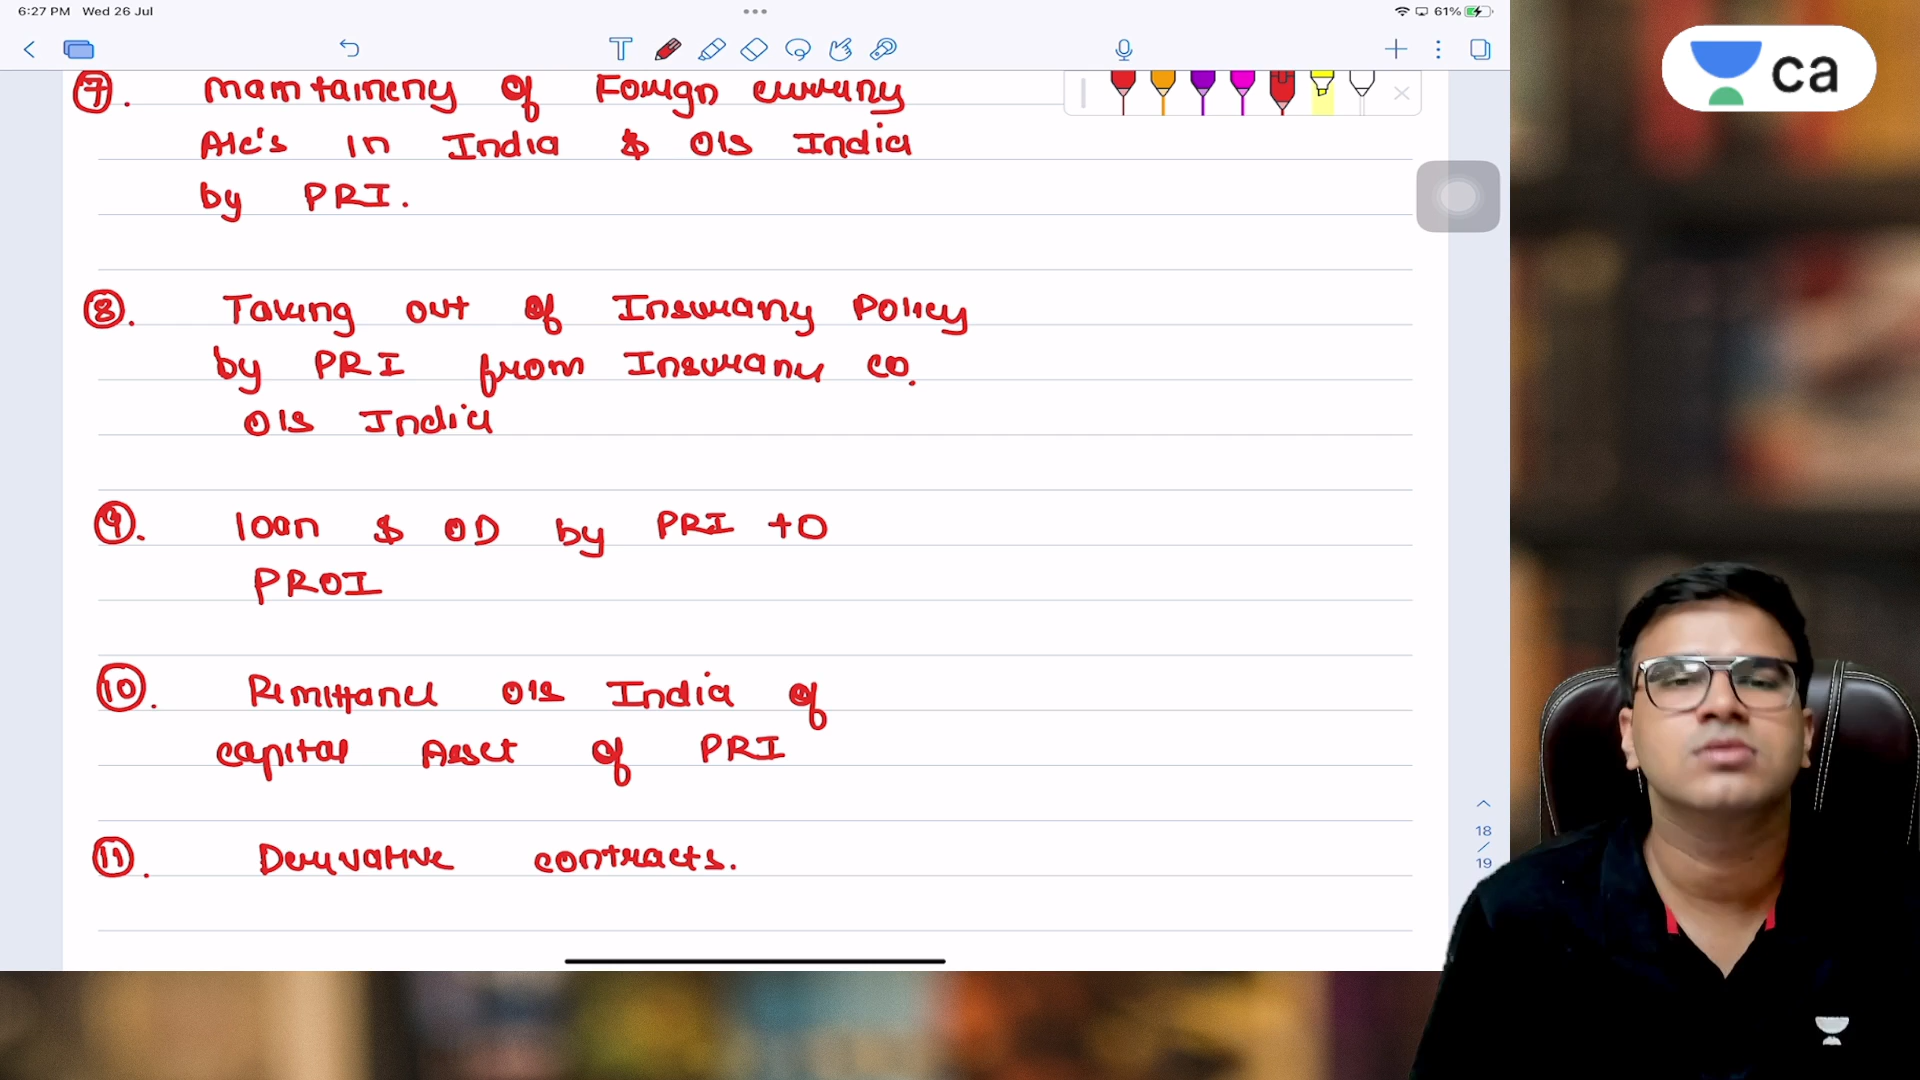 6:27 PM Wed 26 Jul
61%
T
ca
7. Maintaineny of Foreign currency
A/c's In India & O/s India
by PRI.
8. Taking out of Insurany Policy
by PRI from Insurance co.
O/s India
9. loan & OD by PRI to
PROI
10. Remittance O/s India of
capital Asset of PRI
11. Derivative contracts.
18
/
19